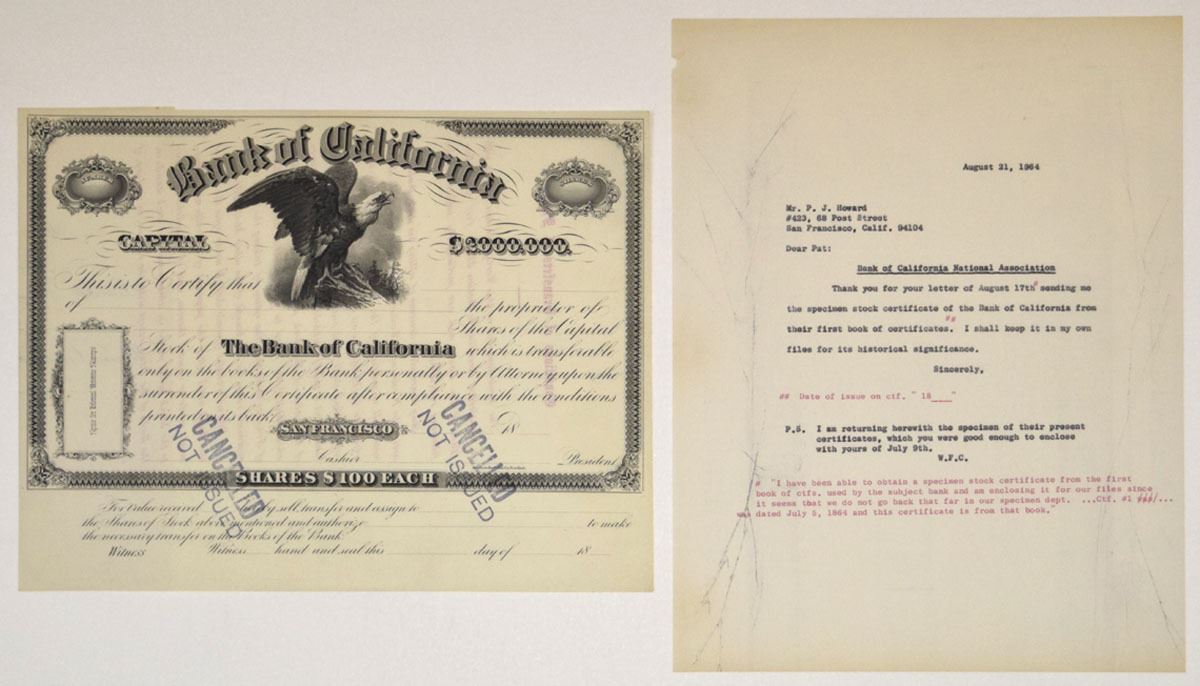 Bank of California
SHARES
SHARES
CAPITAL
$2000,000.
This is to Certify that
of
the proprietor of
Shares of the Capital
Stock of The Bank of California which is transferable
only on the books of the Bank personally or by Attorney upon the
surrender of this Certificate after compliance with the conditions
printed on its back.
SAN FRANCISCO
18
Cashier
President
SHARES $100 EACH
CANCELLED
NOT ISSUED
CANCELLED
NOT ISSUED
For value received hereby sell transfer and assign to
the Shares of Stock above mentioned and authorize to make
the necessary transfer on the Books of the Bank
Witness Witness hand and seal this day of 18
August 21, 1964
Mr. P. J. Howard
#423, 68 Post Street
San Francisco, Calif. 94104
Dear Pat:
Bank of California National Association
Thank you for your letter of August 17th# sending me
the specimen stock certificate of the Bank of California from
their first book of certificates.## I shall keep it in my own
files for its historical significance.
Sincerely,
## Date of issue on ctf. " 18____"
P.S. I am returning herewith the specimen of their present
certificates, which you were good enough to enclose
with yours of July 9th.
W.F.C.
# "I have been able to obtain a specimen stock certificate from the first
book of ctfs. used by the subject bank and am enclosing it for our files since
it seems that we do not go back that far in our specimen dept. ...Ctf. #1
was dated July 5, 1864 and this certificate is from that book."